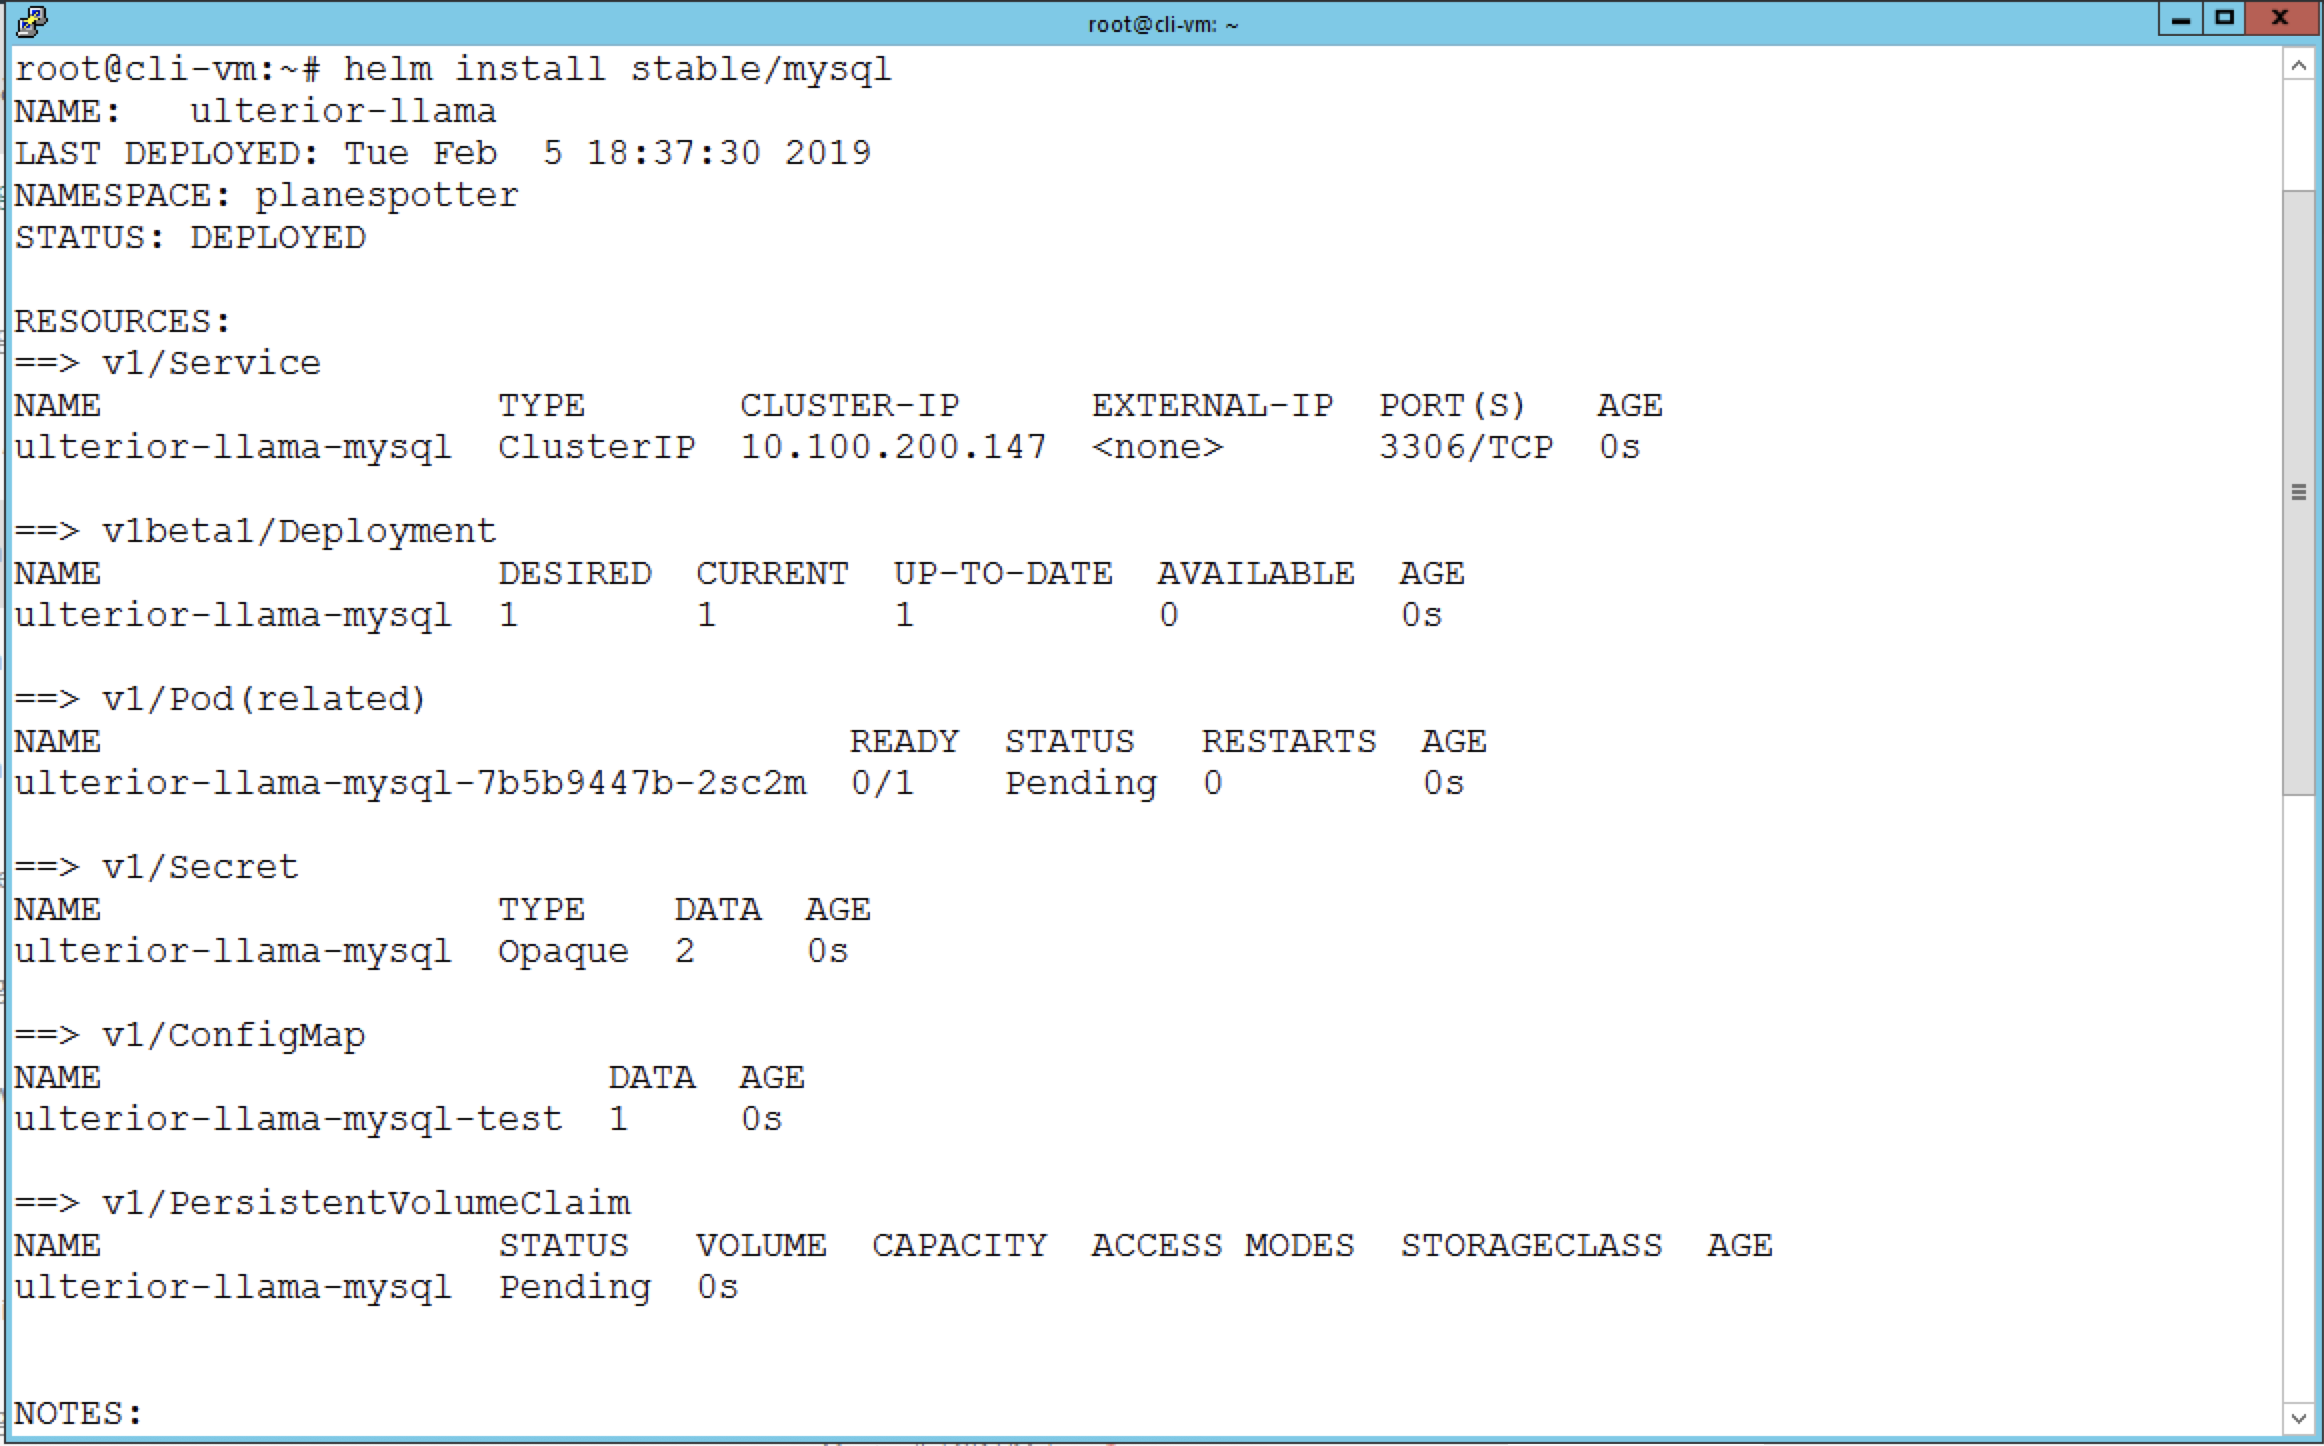 root@cli-vm: ~
root@cli-vm:~# helm install stable/mysql
NAME:   ulterior-llama
LAST DEPLOYED: Tue Feb  5 18:37:30 2019
NAMESPACE: planespotter
STATUS: DEPLOYED
RESOURCES:
==> v1/Service
NAME                  TYPE       CLUSTER-IP      EXTERNAL-IP  PORT(S)   AGE
ulterior-llama-mysql  ClusterIP  10.100.200.147  <none>       3306/TCP  0s
==> v1beta1/Deployment
NAME                  DESIRED  CURRENT  UP-TO-DATE  AVAILABLE  AGE
ulterior-llama-mysql  1        1        1           0          0s
==> v1/Pod(related)
NAME                                  READY  STATUS   RESTARTS  AGE
ulterior-llama-mysql-7b5b9447b-2sc2m  0/1    Pending  0         0s
==> v1/Secret
NAME                  TYPE    DATA  AGE
ulterior-llama-mysql  Opaque  2     0s
==> v1/ConfigMap
NAME                       DATA  AGE
ulterior-llama-mysql-test  1     0s
==> v1/PersistentVolumeClaim
NAME                  STATUS   VOLUME  CAPACITY  ACCESS MODES  STORAGECLASS  AGE
ulterior-llama-mysql  Pending  0s
NOTES: